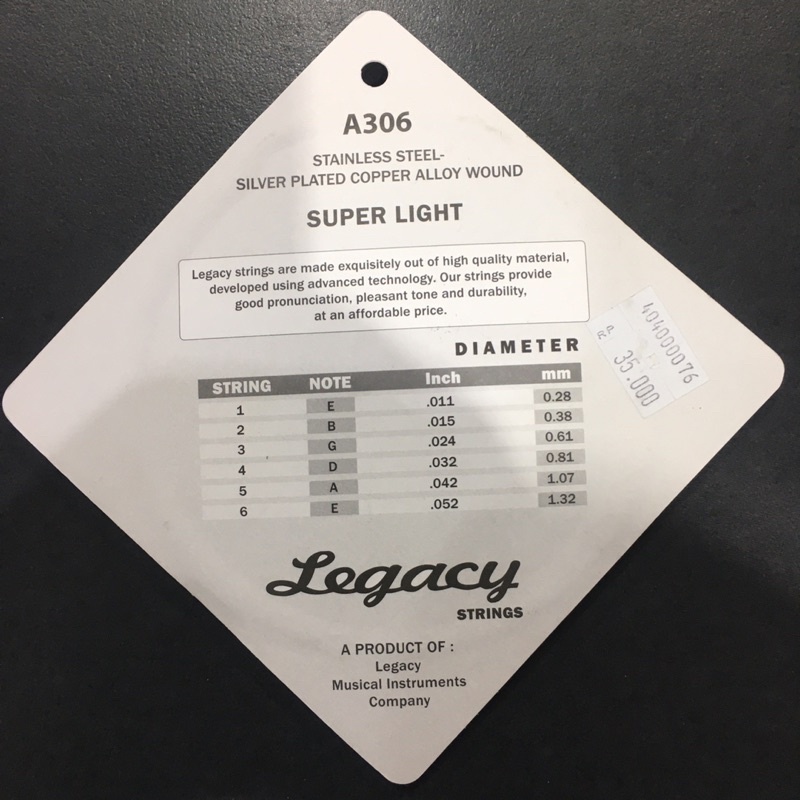 A306
STAINLESS STEEL-
SILVER PLATED COPPER ALLOY WOUND
SUPER LIGHT
Legacy strings are made exquisitely out of high quality material,
developed using advanced technology. Our strings provide
good pronunciation, pleasant tone and durability,
at an affordable price.
404000076
RP
35.000
DIAMETER
STRING NOTE Inch mm
1 E .011 0.28
2 B .015 0.38
3 G .024 0.61
4 D .032 0.81
5 A .042 1.07
6 E .052 1.32
Legacy
STRINGS
A PRODUCT OF :
Legacy
Musical Instruments
Company